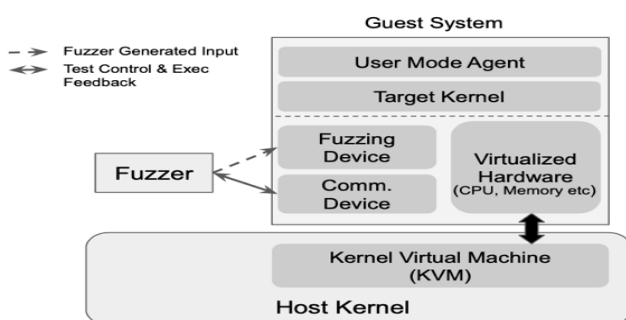 Guest System
Fuzzer Generated Input
Test Control & Exec
Feedback
User Mode Agent
Target Kernel
Fuzzing
Device
Virtualized
Hardware
(CPU, Memory etc)
Fuzzer
Comm.
Device
Kernel Virtual Machine
(KVM)
Host Kernel